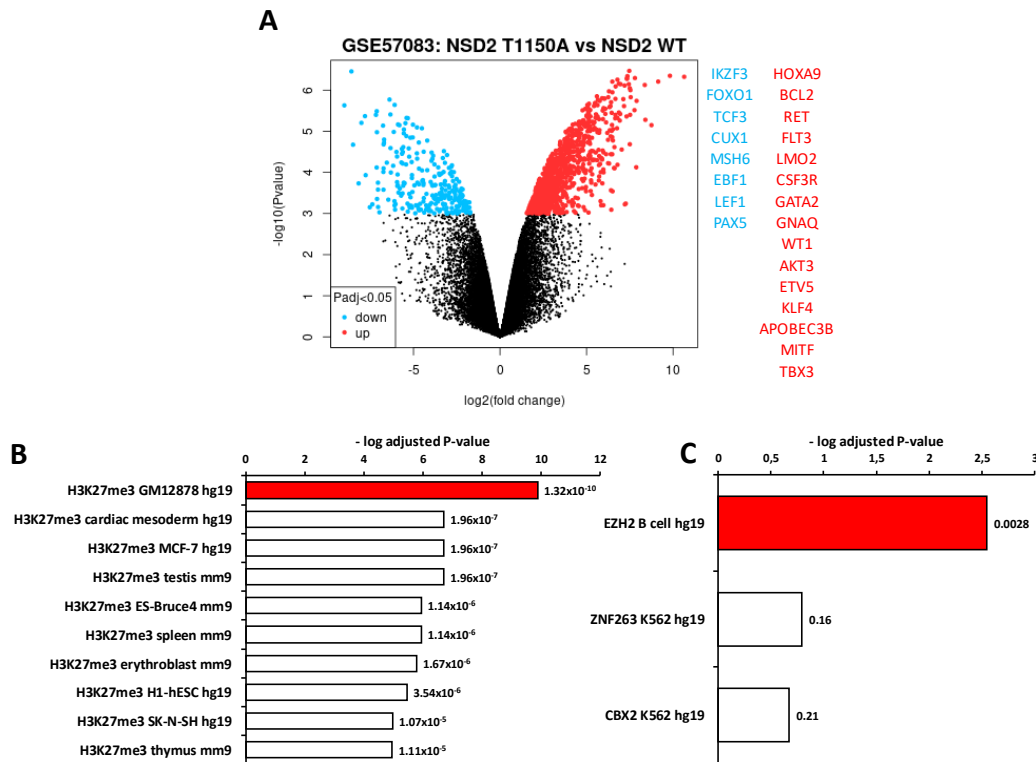 A
GSE57083: NSD2 T1150A vs NSD2 WT
-log10(Pvalue)
6
5
4
3
2
1
0
Padj<0.05
down
up
-5 0 5 10
log2(fold change)
IKZF3 HOXA9
FOXO1 BCL2
TCF3 RET
CUX1 FLT3
MSH6 LMO2
EBF1 CSF3R
LEF1 GATA2
PAX5 GNAQ
WT1
AKT3
ETV5
KLF4
APOBEC3B
MITF
TBX3
B
- log adjusted P-value
0 2 4 6 8 10 12
H3K27me3 GM12878 hg19 1.32x10⁻¹⁰
H3K27me3 cardiac mesoderm hg19 1.96x10⁻⁷
H3K27me3 MCF-7 hg19 1.96x10⁻⁷
H3K27me3 testis mm9 1.96x10⁻⁷
H3K27me3 ES-Bruce4 mm9 1.14x10⁻⁶
H3K27me3 spleen mm9 1.14x10⁻⁶
H3K27me3 erythroblast mm9 1.67x10⁻⁶
H3K27me3 H1-hESC hg19 3.54x10⁻⁶
H3K27me3 SK-N-SH hg19 1.07x10⁻⁵
H3K27me3 thymus mm9 1.11x10⁻⁵
C
- log adjusted P-value
0 0,5 1 1,5 2 2,5 3
EZH2 B cell hg19 0.0028
ZNF263 K562 hg19 0.16
CBX2 K562 hg19 0.21